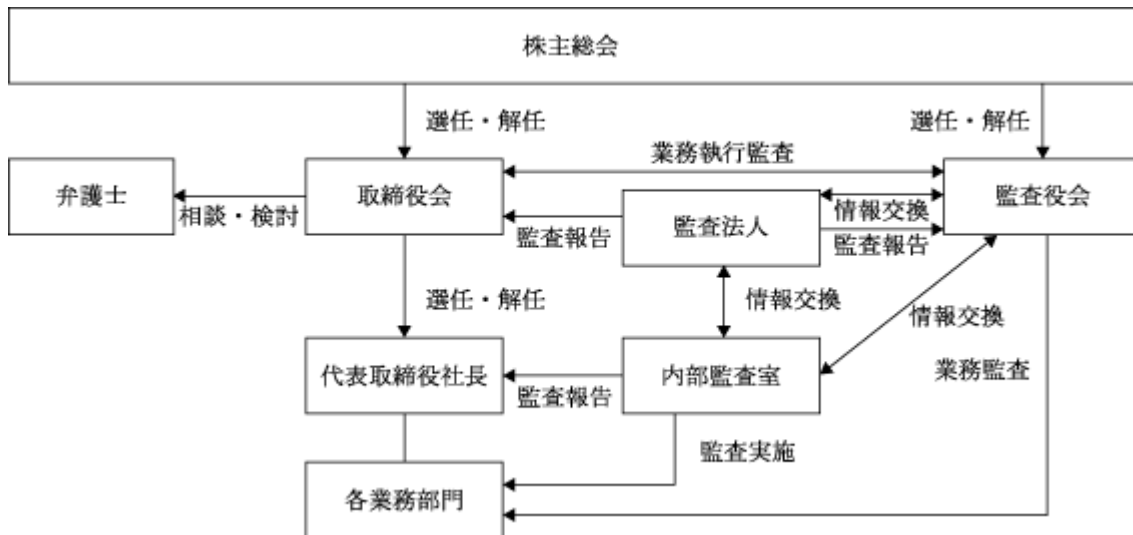 株主総会
選任・解任
選任・解任
業務執行監査
弁護士
相談・検討
取締役会
監査報告
監査法人
情報交換
監査報告
監査役会
選任・解任
情報交換
情報交換
代表取締役社長
監査報告
内部監査室
業務監査
監査実施
各業務部門